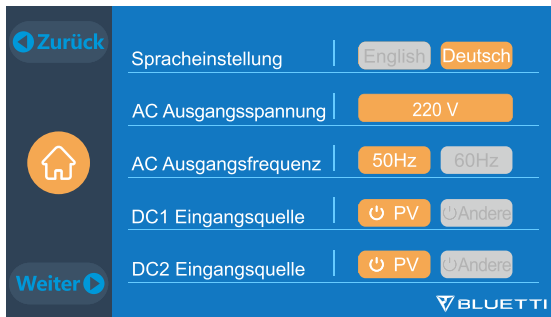 Zurück
Spracheinstellung English Deutsch
AC Ausgangsspannung 220 V
AC Ausgangsfrequenz 50Hz 60Hz
DC1 Eingangsquelle PV Andere
DC2 Eingangsquelle PV Andere
Weiter
BLUETTI